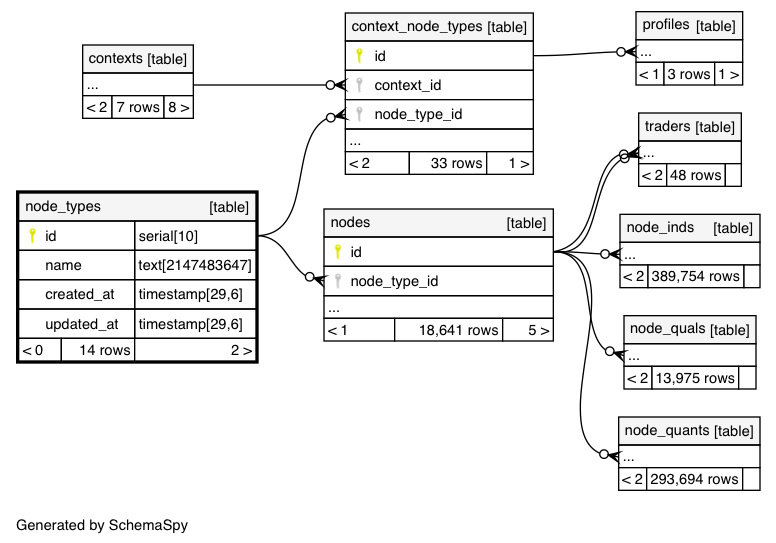 contexts [table]
...
< 2 7 rows 8 >
context_node_types [table]
id
context_id
node_type_id
...
< 2 33 rows 1 >
profiles [table]
...
< 1 3 rows 1 >
traders [table]
...
< 2 48 rows
node_types [table]
id serial[10]
name text[2147483647]
created_at timestamp[29,6]
updated_at timestamp[29,6]
< 0 14 rows 2 >
nodes [table]
id
node_type_id
...
< 1 18,641 rows 5 >
node_inds [table]
...
< 2 389,754 rows
node_quals [table]
...
< 2 13,975 rows
node_quants [table]
...
< 2 293,694 rows
Generated by SchemaSpy